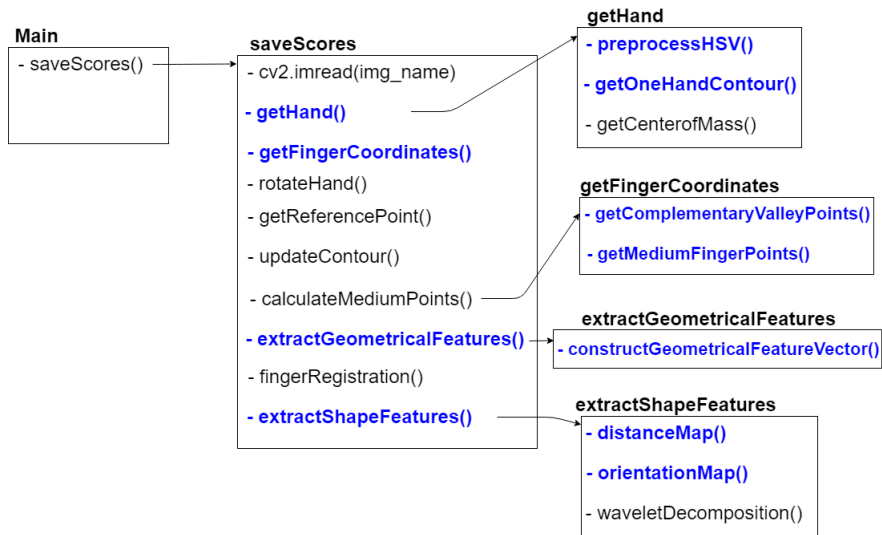 Main
- saveScores()
saveScores
- cv2.imread(img_name)
- getHand()
- getFingerCoordinates()
- rotateHand()
- getReferencePoint()
- updateContour()
- calculateMediumPoints()
- extractGeometricalFeatures()
- fingerRegistration()
- extractShapeFeatures()
getHand
- preprocessHSV()
- getOneHandContour()
- getCenterofMass()
getFingerCoordinates
- getComplementaryValleyPoints()
- getMediumFingerPoints()
extractGeometricalFeatures
- constructGeometricalFeatureVector()
extractShapeFeatures
- distanceMap()
- orientationMap()
- waveletDecomposition()